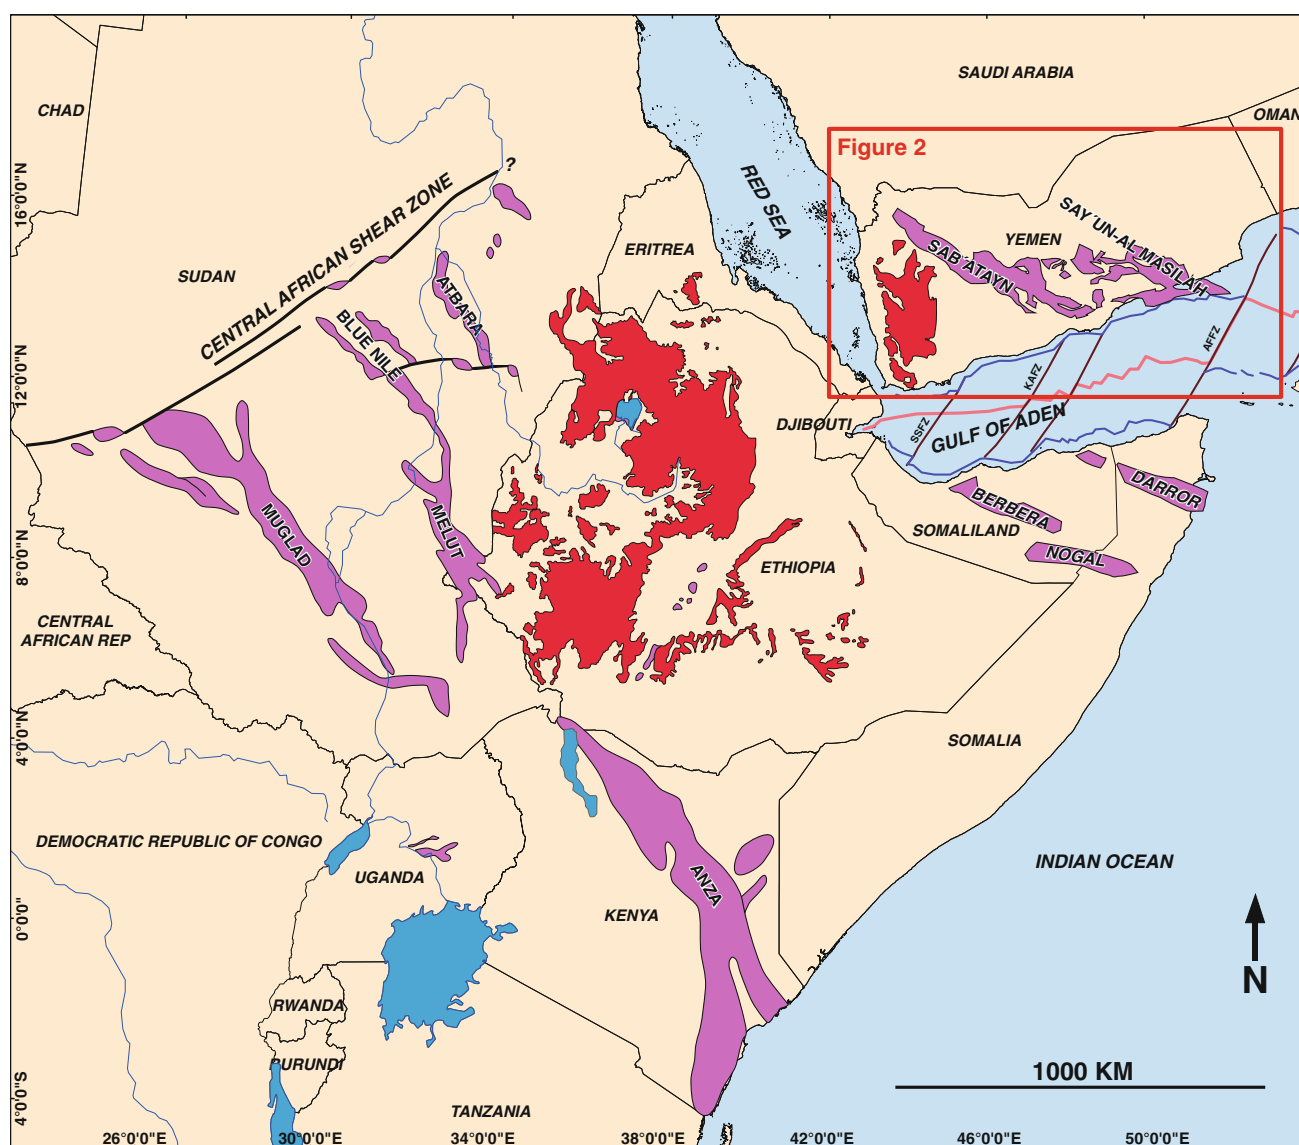 SAUDI ARABIA
CHAD
OMAN
Figure 2
?
16°0'0"N
RED SEA
CENTRAL AFRICAN SHEAR ZONE
SAY´UN-AL MASILAH
YEMEN
ERITREA
SAB´ATAYN
SUDAN
ATBARA
BLUE NILE
AFFZ
12°0'0"N
KAFZ
DJIBOUTI
GULF OF ADEN
SSFZ
DARROR
BERBERA
MUGLAD
MELUT
SOMALILAND
8°0'0"N
NOGAL
ETHIOPIA
CENTRAL
AFRICAN REP
4°0'0"N
SOMALIA
DEMOCRATIC REPUBLIC OF CONGO
INDIAN OCEAN
UGANDA
ANZA
0°0'0"
KENYA
N
RWANDA
BURUNDI
1000 KM
4°0'0"S
TANZANIA
26°0'0"E
30°0'0"E
34°0'0"E
38°0'0"E
42°0'0"E
46°0'0"E
50°0'0"E